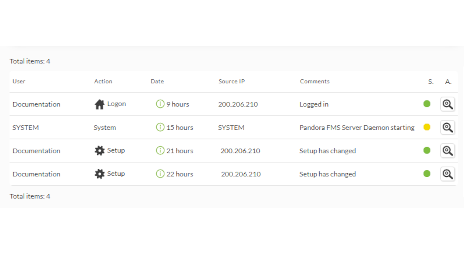 Total items: 4
User Action Date Source IP Comments S. A.
Documentation Logon 9 hours 200.206.210 Logged in
SYSTEM System 15 hours SYSTEM Pandora FMS Server Daemon starting
Documentation Setup 21 hours 200.206.210 Setup has changed
Documentation Setup 22 hours 200.206.210 Setup has changed
Total items: 4